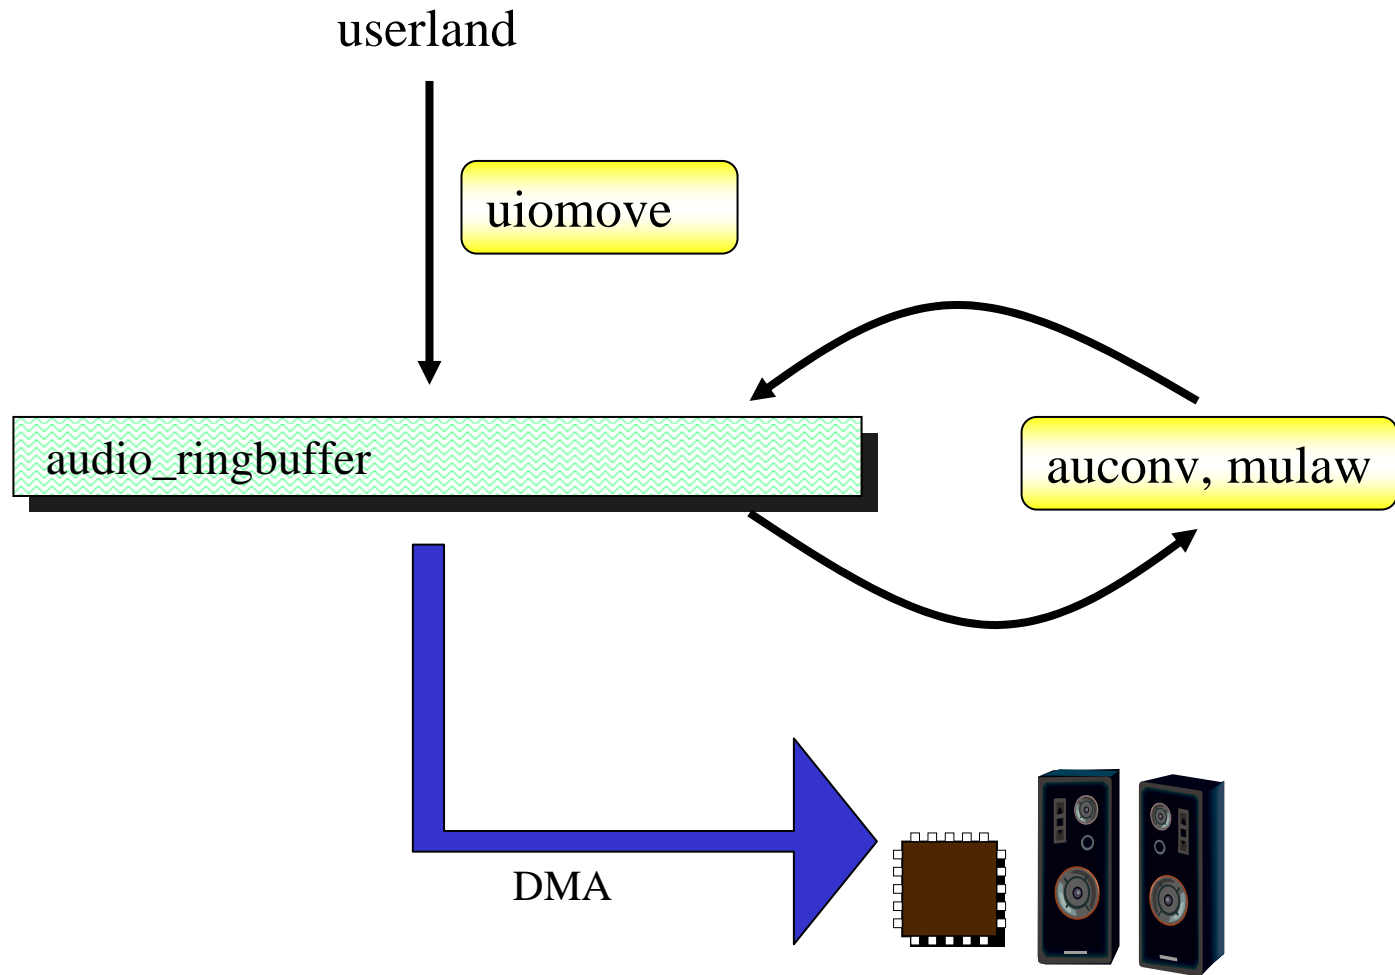 userland
uiomove
audio_ringbuffer
auconv, mulaw
DMA